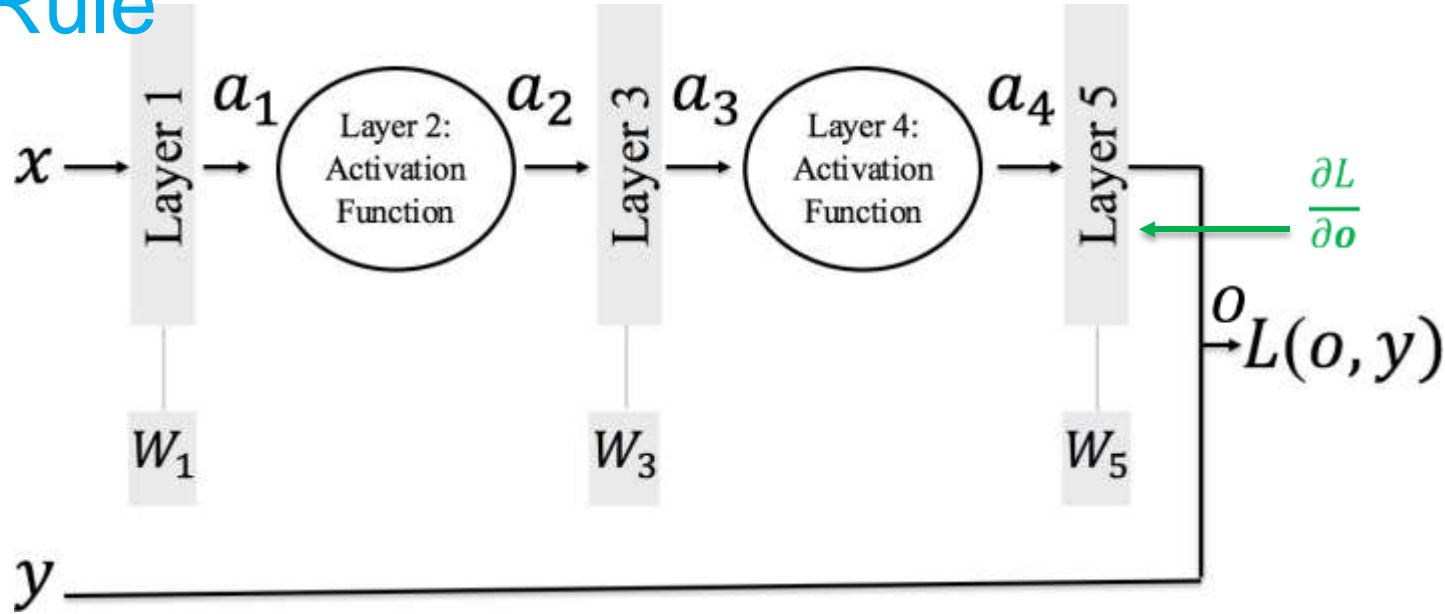 Rule
x
Layer 1
a₁
Layer 2:
Activation
Function
a₂
Layer 3
a₃
Layer 4:
Activation
Function
a₄
Layer 5
∂L
∂o
o
L(o, y)
W₁
W₃
W₅
y